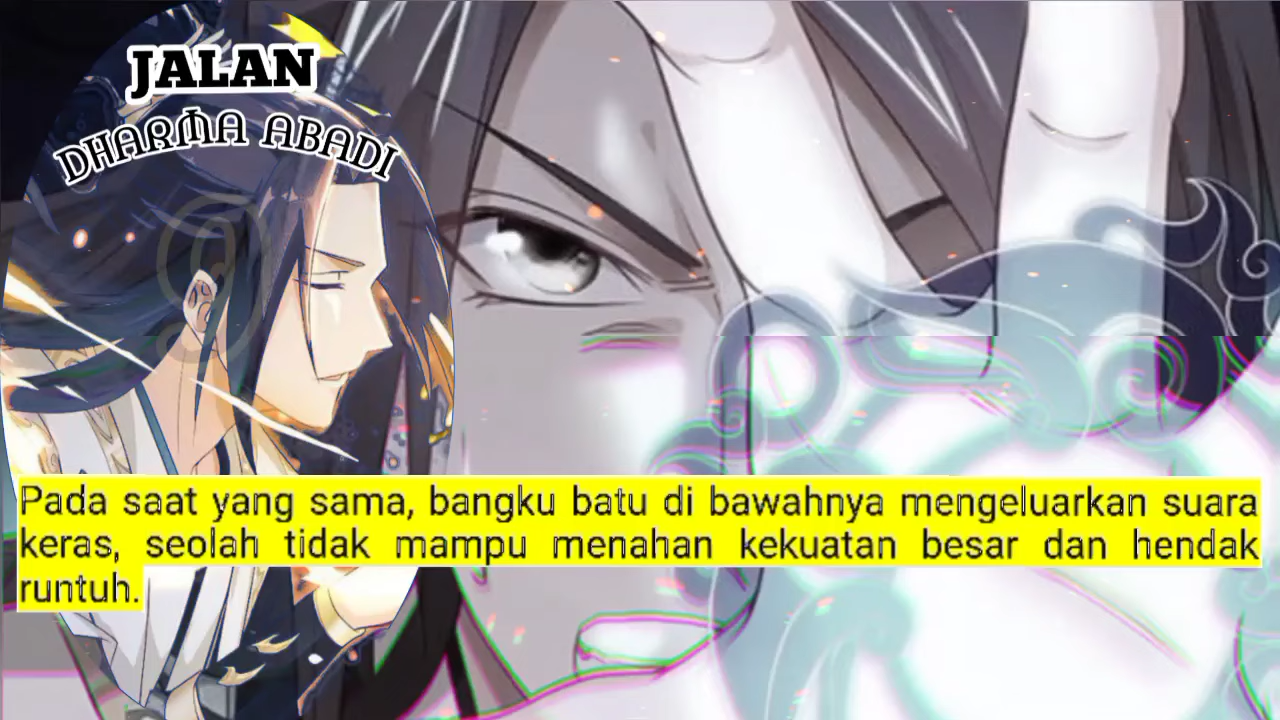 JALAN
DHARMA ABADI
Pada saat yang sama, bangku batu di bawahnya mengeluarkan suara
keras, seolah tidak mampu menahan kekuatan besar dan hendak
runtuh.